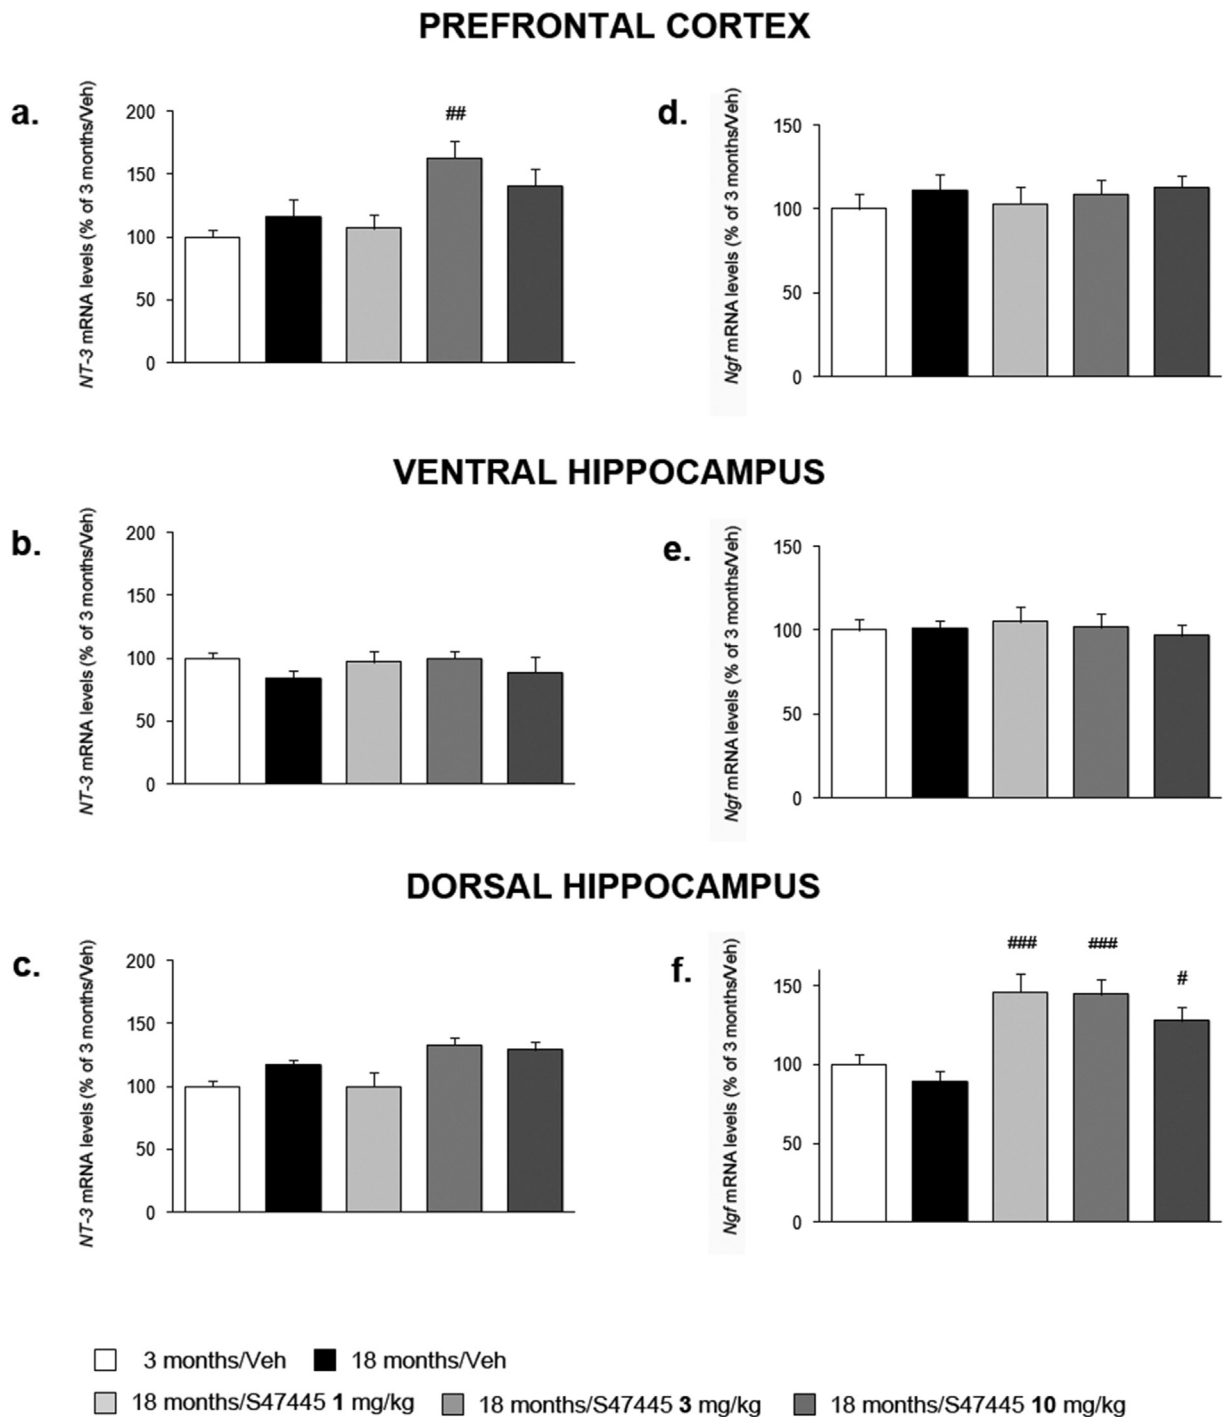 PREFRONTAL CORTEX
a.
NT-3 mRNA levels (% of 3 months/Veh)
200
150
100
50
0
##
d.
Ngf mRNA levels (% of 3 months/Veh)
150
100
50
0
VENTRAL HIPPOCAMPUS
b.
NT-3 mRNA levels (% of 3 months/Veh)
200
150
100
50
0
e.
Ngf mRNA levels (% of 3 months/Veh)
150
100
50
0
DORSAL HIPPOCAMPUS
c.
NT-3 mRNA levels (% of 3 months/Veh)
200
150
100
50
0
f.
Ngf mRNA levels (% of 3 months/Veh)
150
100
50
0
### ### #
3 months/Veh 18 months/Veh
18 months/S47445 1 mg/kg 18 months/S47445 3 mg/kg 18 months/S47445 10 mg/kg